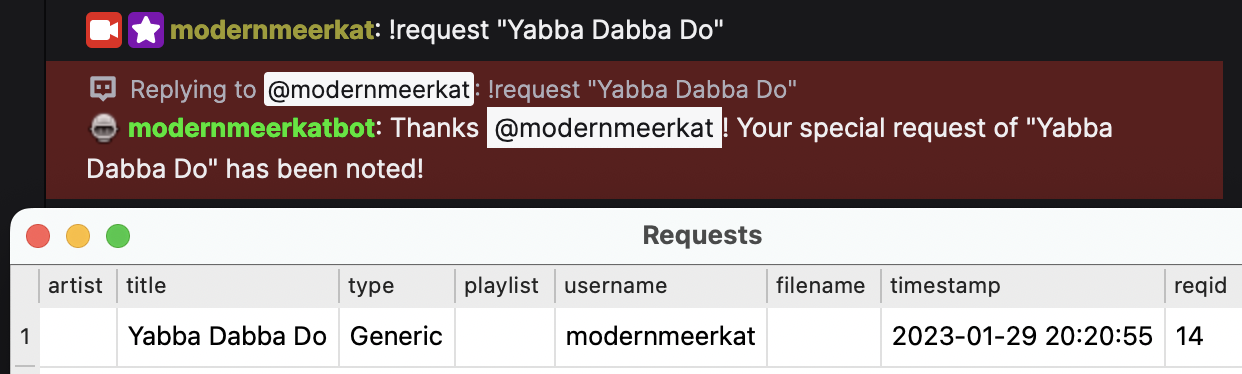 modernmeerkat: !request "Yabba Dabba Do"
Replying to @modernmeerkat: !request "Yabba Dabba Do"
modernmeerkatbot: Thanks @modernmeerkat! Your special request of "Yabba
Dabba Do" has been noted!
Requests
artist title type playlist username filename timestamp reqid
1 Yabba Dabba Do Generic modernmeerkat 2023-01-29 20:20:55 14